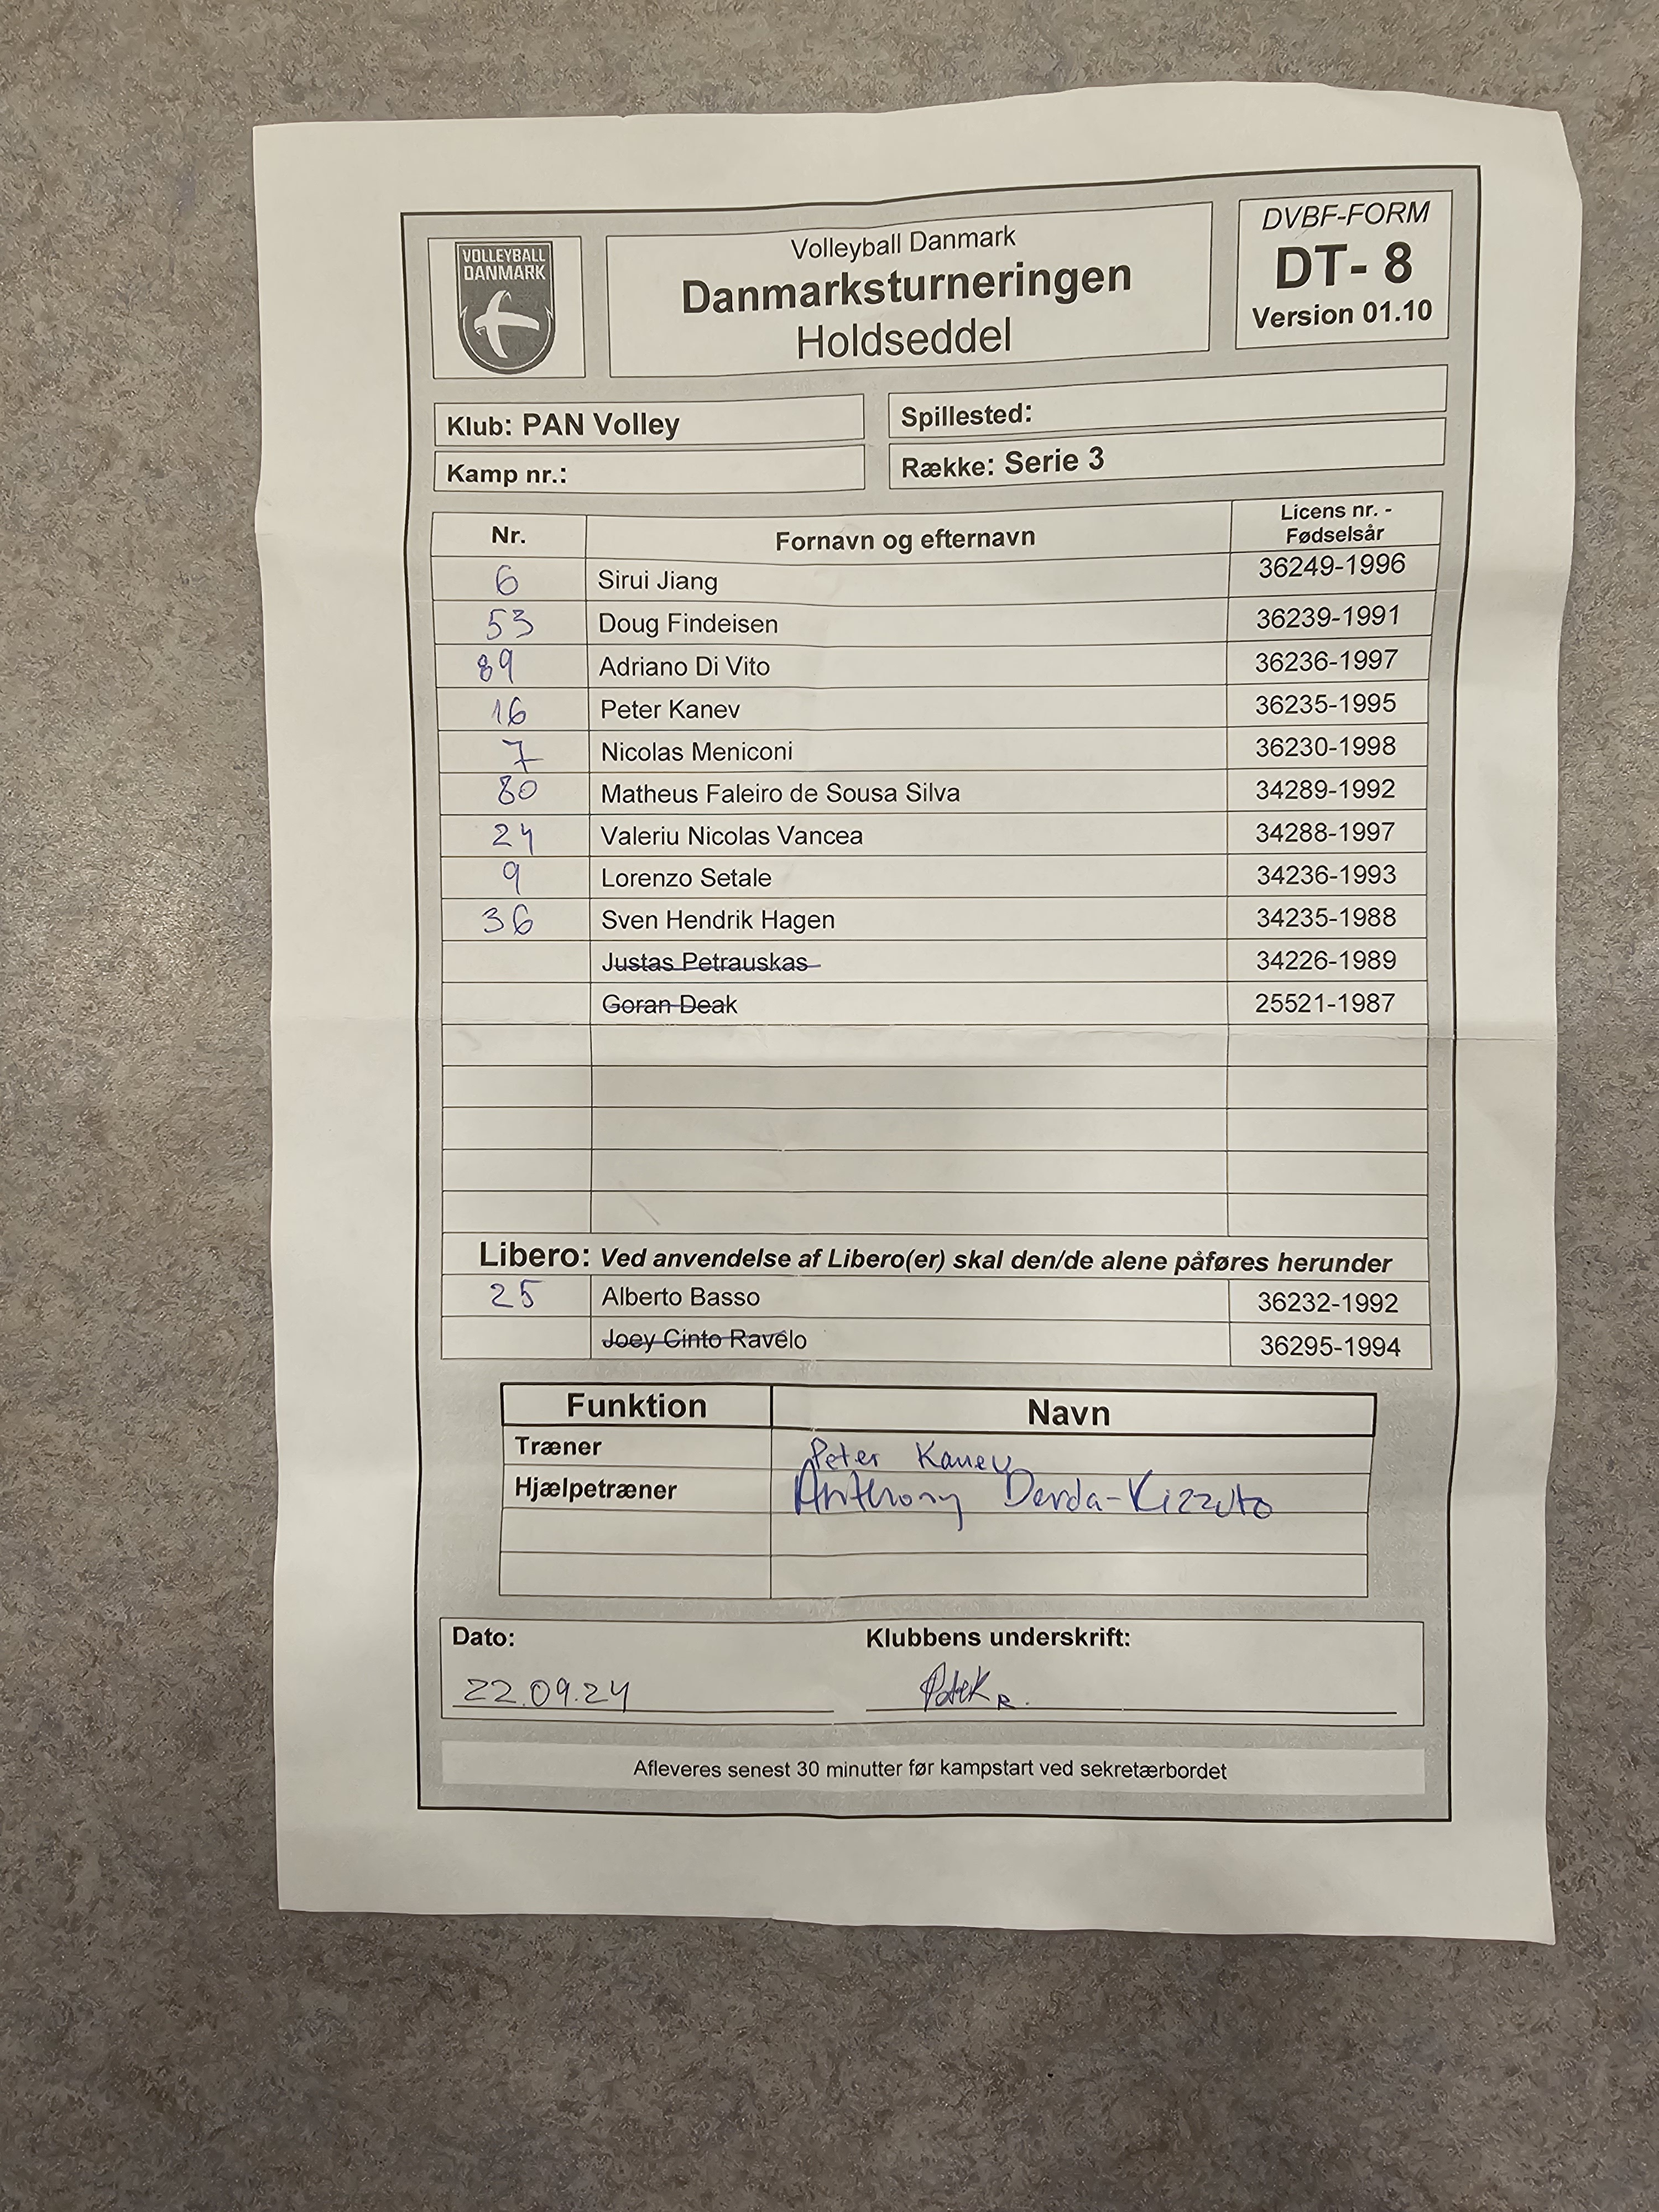 VOLLEYBALL
DANMARK
Volleyball Danmark
Danmarksturneringen
Holdseddel
DVBF-FORM
DT- 8
Version 01.10
Klub: PAN Volley
Spillested:
Kamp nr.:
Række: Serie 3
Nr. Fornavn og efternavn Licens nr. -
Fødselsår
6 Sirui Jiang 36249-1996
53 Doug Findeisen 36239-1991
89 Adriano Di Vito 36236-1997
16 Peter Kanev 36235-1995
7 Nicolas Meniconi 36230-1998
80 Matheus Faleiro de Sousa Silva 34289-1992
24 Valeriu Nicolas Vancea 34288-1997
9 Lorenzo Setale 34236-1993
36 Sven Hendrik Hagen 34235-1988
Justas Petrauskas 34226-1989
Goran Deak 25521-1987
Libero: Ved anvendelse af Libero(er) skal den/de alene påføres herunder
25 Alberto Basso 36232-1992
Joey Cinto Ravelo 36295-1994
Funktion Navn
Træner Peter Kanev
Hjælpetræner Anthony
Dato: Klubbens underskrift:
22.09.24
Afleveres senest 30 minutter før kampstart ved sekretærbordet